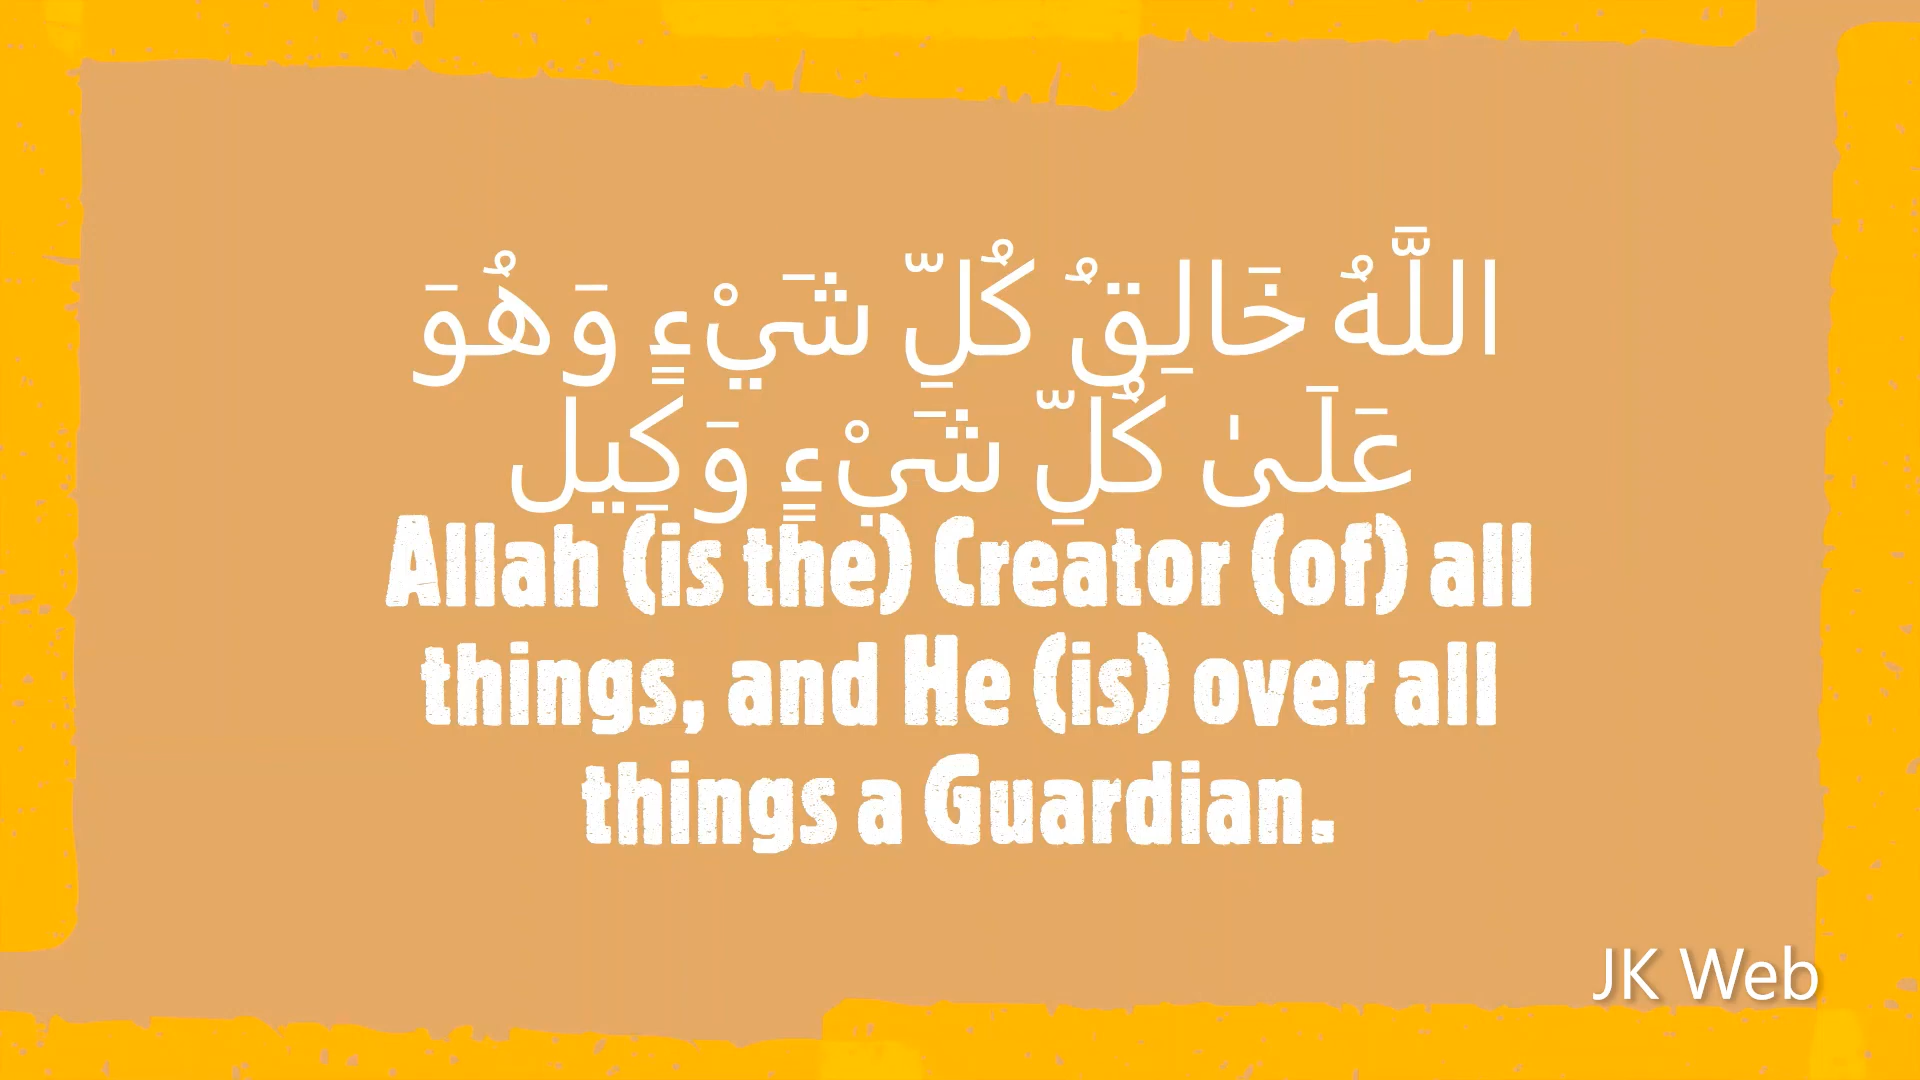 اللَّهُ خَالِقُ كُلِّ شَيْءٍ وَهُوَ
عَلَىٰ كُلِّ شَيْءٍ وَكِيل
Allah (is the) Creator (of) all
things, and He (is) over all
things a Guardian.
JK Web